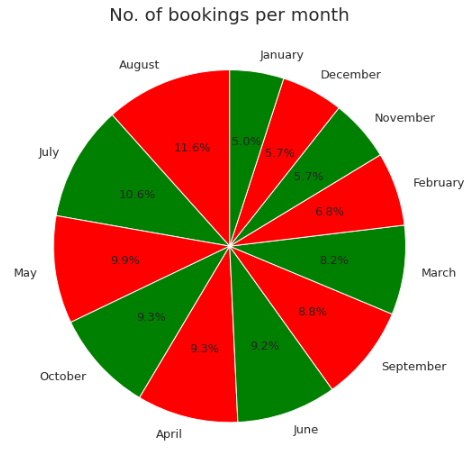 No. of bookings per month
January
December
August
November
July
February
May
March
October
September
April
June
5.0%
5.7%
5.7%
6.8%
8.2%
8.8%
9.2%
9.3%
9.3%
9.9%
10.6%
11.6%